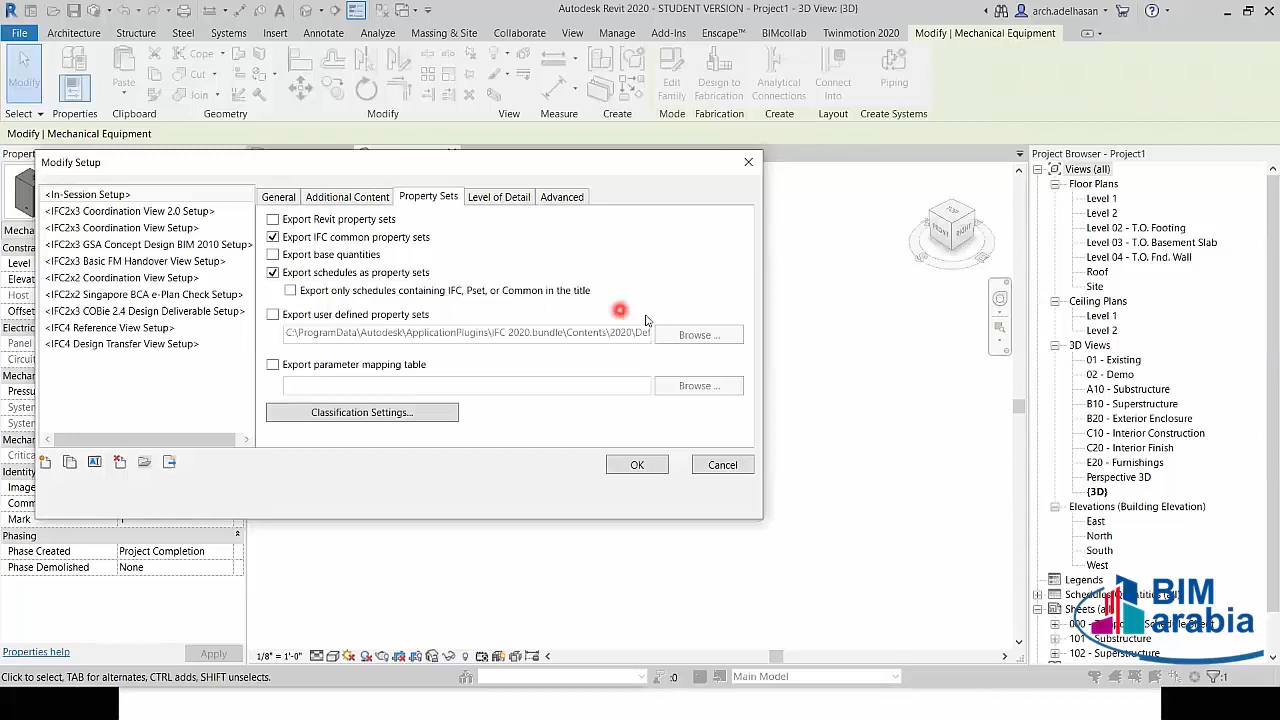 Autodesk Revit 2020 - STUDENT VERSION - Project1 - 3D View: {3D}
arch.adelhasan
File Architecture Structure Steel Systems Insert Annotate Analyze Massing & Site Collaborate View Manage Add-Ins Enscape™ BIMcollab Twinmotion 2020 Modify | Mechanical Equipment
Modify Paste Cope Cut Join Edit Family Design to Fabrication Analytical Connections Connect Into Piping
Select Properties Clipboard Geometry Modify View Measure Create Mode Fabrication Create Layout Create Systems
Modify | Mechanical Equipment
Modify Setup
<In-Session Setup>
<IFC2x3 Coordination View 2.0 Setup>
<IFC2x3 Coordination View Setup>
<IFC2x3 GSA Concept Design BIM 2010 Setup>
<IFC2x3 Basic FM Handover View Setup>
<IFC2x2 Coordination View Setup>
<IFC2x2 Singapore BCA e-Plan Check Setup>
<IFC2x3 COBie 2.4 Design Deliverable Setup>
<IFC4 Reference View Setup>
<IFC4 Design Transfer View Setup>
General Additional Content Property Sets Level of Detail Advanced
Export Revit property sets
Export IFC common property sets
Export base quantities
Export schedules as property sets
Export only schedules containing IFC, Pset, or Common in the title
Export user defined property sets
C:\ProgramData\Autodesk\ApplicationPlugins\IFC 2020.bundle\Contents\2020\Def
Browse ...
Export parameter mapping table
Browse ...
Classification Settings...
OK Cancel
Level
Host
Panel
Mark 1
Phasing
Phase Created Project Completion
Phase Demolished None
Properties help Apply
1/8" = 1'-0"
Click to select, TAB for alternates, CTRL adds, SHIFT unselects.
:0
Main Model
:1
Project Browser - Project1
Views (all)
Floor Plans
Level 1
Level 2
Level 02 - T.O. Footing
Level 03 - T.O. Basement Slab
Level 04 - T.O. Fnd. Wall
Roof
Site
Ceiling Plans
Level 1
Level 2
3D Views
01 - Existing
02 - Demo
A10 - Substructure
B10 - Superstructure
B20 - Exterior Enclosure
C10 - Interior Construction
C20 - Interior Finish
E20 - Furnishings
Perspective 3D
{3D}
Elevations (Building Elevation)
East
North
South
West
Legends
102 - Superstructure
TOP
FRONT
RIGHT
BIM
arabia